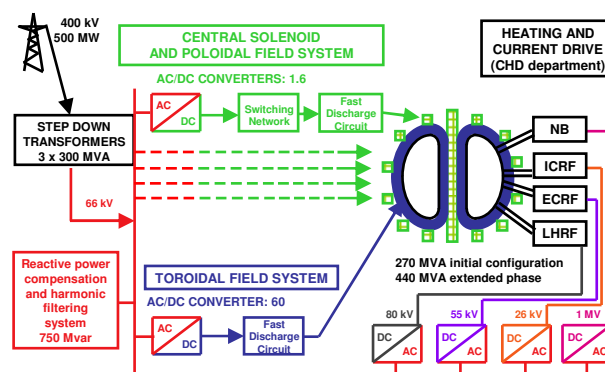 400 kV
500 MW
CENTRAL SOLENOID
AND POLOIDAL FIELD SYSTEM
HEATING AND
CURRENT DRIVE
(CHD department)
AC/DC CONVERTERS: 1.6
AC
DC
Switching
Network
Fast
Discharge
Circuit
STEP DOWN
TRANSFORMERS
3 x 300 MVA
NB
ICRF
ECRF
LHRF
66 kV
270 MVA initial configuration
440 MVA extended phase
Reactive power
compensation
and harmonic
filtering
system
750 Mvar
TOROIDAL FIELD SYSTEM
AC/DC CONVERTER: 60
AC
DC
Fast
Discharge
Circuit
80 kV
55 kV
26 kV
1 MV
DC
AC
DC
AC
DC
AC
DC
AC